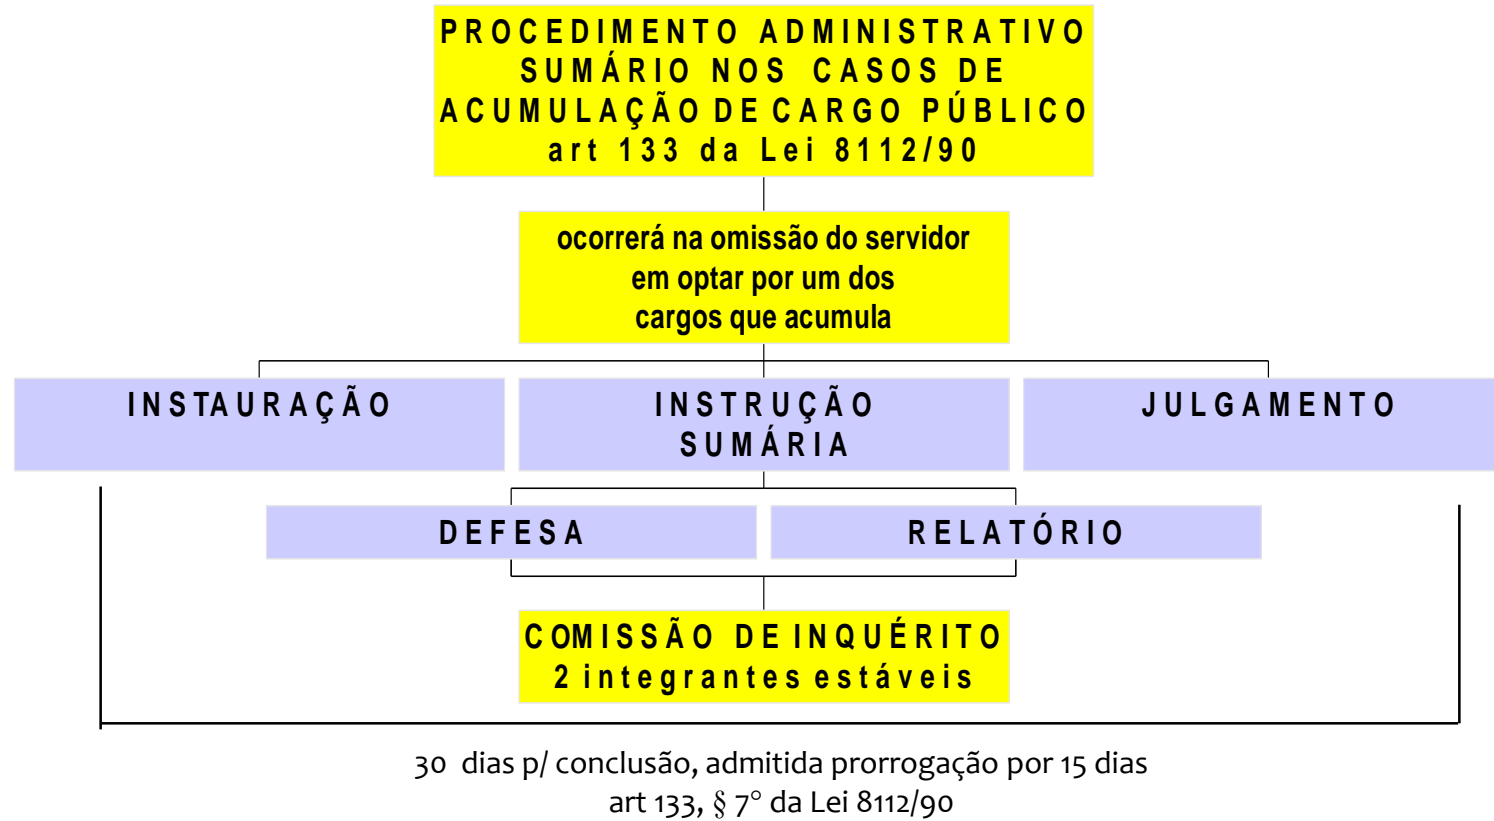 PROCEDIMENTO ADMINISTRATIVO
SUMÁRIO NOS CASOS DE
ACUMULAÇÃO DE CARGO PÚBLICO
art 133 da Lei 8112/90
ocorrerá na omissão do servidor
em optar por um dos
cargos que acumula
INSTAURAÇÃO
INSTRUÇÃO
SUMÁRIA
JULGAMENTO
DEFESA
RELATÓRIO
COMISSÃO DE INQUÉRITO
2 integrantes estáveis
30 dias p/ conclusão, admitida prorrogação por 15 dias
art 133, § 7° da Lei 8112/90